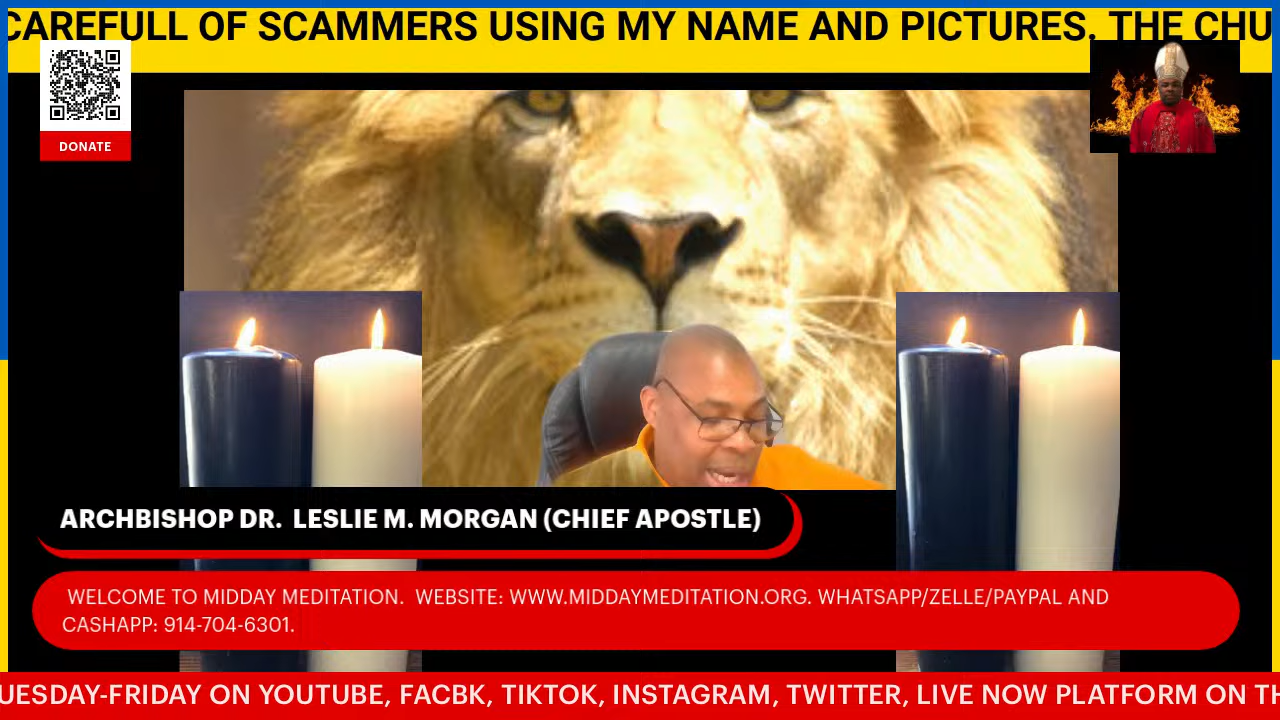 CAREFULL OF SCAMMERS USING MY NAME AND PICTURES. THE CHU
DONATE
ARCHBISHOP DR. LESLIE M. MORGAN (CHIEF APOSTLE)
WELCOME TO MIDDAY MEDITATION. WEBSITE: WWW.MIDDAYMEDITATION.ORG. WHATSAPP/ZELLE/PAYPAL AND
CASHAPP: 914-704-6301.
UESDAY-FRIDAY ON YOUTUBE, FACBK, TIKTOK, INSTAGRAM, TWITTER, LIVE NOW PLATFORM ON TH